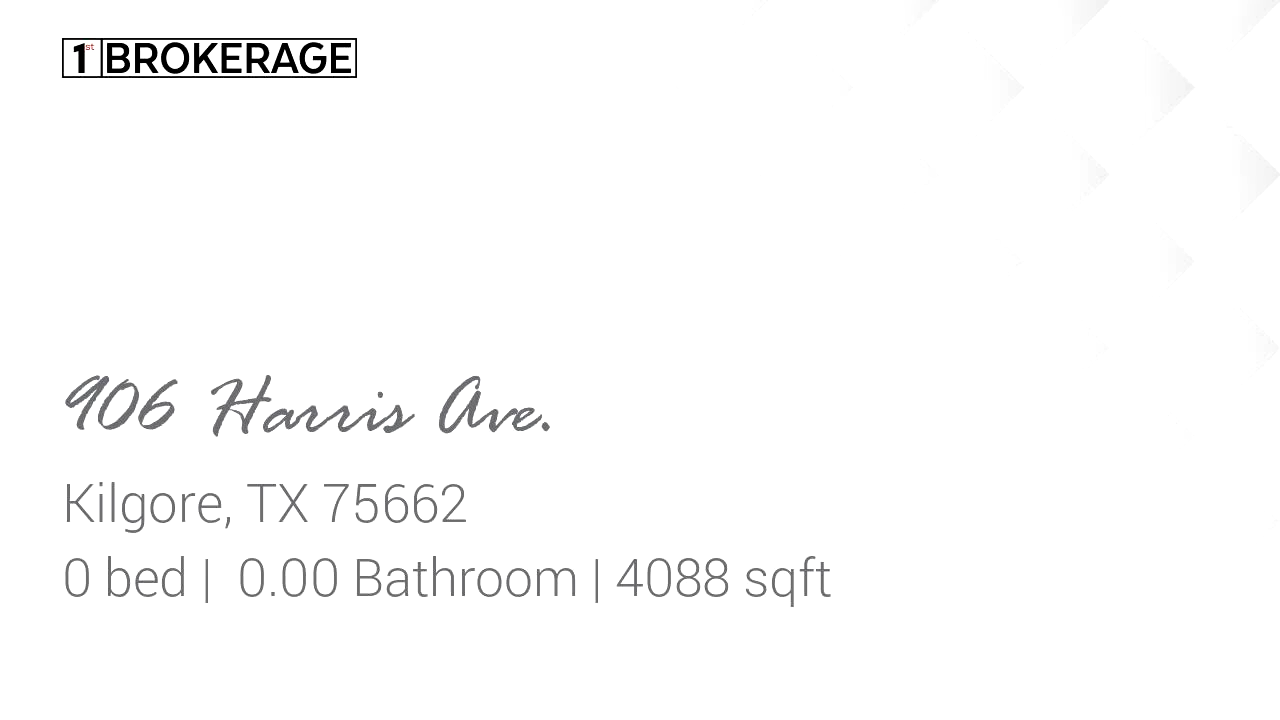 1st BROKERAGE
906 Harris Ave.
Kilgore, TX 75662
0 bed | 0.00 Bathroom | 4088 sqft